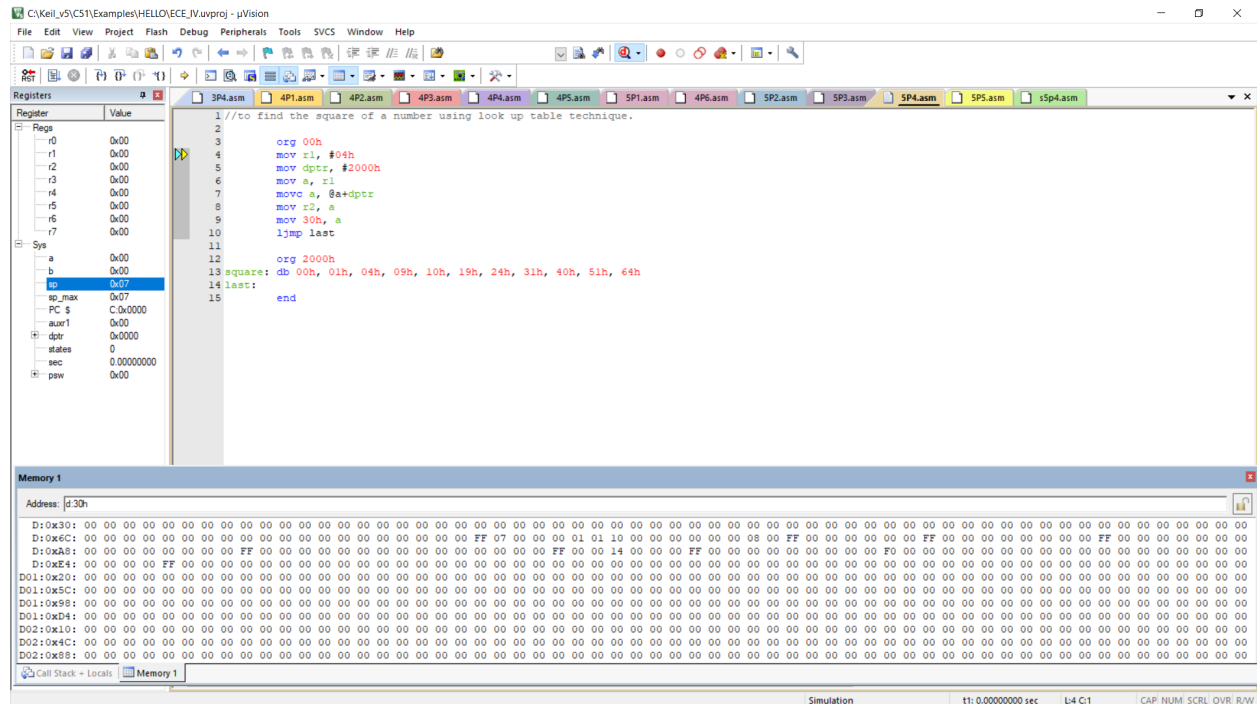 C:\Keil_v5\C51\Examples\HELLO\ECE_IV.uvproj - µVision
File Edit View Project Flash Debug Peripherals Tools SVCS Window Help
Registers
3P4.asm 4P1.asm 4P2.asm 4P3.asm 4P4.asm 4P5.asm 5P1.asm 4P6.asm 5P2.asm 5P3.asm 5P4.asm 5P5.asm s5p4.asm
Register Value
Regs
r0 0x00
r1 0x00
r2 0x00
r3 0x00
r4 0x00
r5 0x00
r6 0x00
r7 0x00
Sys
a 0x00
b 0x00
sp 0x07
sp_max 0x07
PC $ C:0x0000
auxr1 0x00
dptr 0x0000
states 0
sec 0.00000000
psw 0x00
1 //to find the square of a number using look up table technique.
2
3 org 00h
4 mov r1, #04h
5 mov dptr, #2000h
6 mov a, r1
7 movc a, @a+dptr
8 mov r2, a
9 mov 30h, a
10 ljmp last
11
12 org 2000h
13 square: db 00h, 01h, 04h, 09h, 10h, 19h, 24h, 31h, 40h, 51h, 64h
14 last:
15 end
Memory 1
Address: d:30h
D:0x30: 00 00 00 00 00 00 00 00 00 00 00 00 00 00 00 00 00 00 00 00 00 00 00 00 00 00 00 00 00 00 00 00 00 00 00 00 00 00 00 00 00 00 00 00 00 00 00 00 00 00 00 00 00 00 00 00 00 00 00 00
D:0x6C: 00 00 00 00 00 00 00 00 00 00 00 00 00 00 00 00 00 00 00 00 FF 07 00 00 00 01 01 10 00 00 00 00 00 00 08 00 FF 00 00 00 00 00 00 FF 00 00 00 00 00 00 00 00 FF 00 00 00 00 00 00 00
D:0xA8: 00 00 00 00 00 00 00 00 FF 00 00 00 00 00 00 00 00 00 00 00 00 00 00 00 FF 00 00 14 00 00 00 FF 00 00 00 00 00 00 00 00 00 F0 00 00 00 00 00 00 00 00 00 00 00 00 00 00 00 00 00 00
D:0xE4: 00 00 00 00 FF 00 00 00 00 00 00 00 00 00 00 00 00 00 00 00 00 00 00 00 00 00 00 00 00 00 00 00 00 00 00 00 00 00 00 00 00 00 00 00 00 00 00 00 00 00 00 00 00 00 00 00 00 00 00 00
D01:0x20: 00 00 00 00 00 00 00 00 00 00 00 00 00 00 00 00 00 00 00 00 00 00 00 00 00 00 00 00 00 00 00 00 00 00 00 00 00 00 00 00 00 00 00 00 00 00 00 00 00 00 00 00 00 00 00 00 00 00 00 00
D01:0x5C: 00 00 00 00 00 00 00 00 00 00 00 00 00 00 00 00 00 00 00 00 00 00 00 00 00 00 00 00 00 00 00 00 00 00 00 00 00 00 00 00 00 00 00 00 00 00 00 00 00 00 00 00 00 00 00 00 00 00 00 00
D01:0x98: 00 00 00 00 00 00 00 00 00 00 00 00 00 00 00 00 00 00 00 00 00 00 00 00 00 00 00 00 00 00 00 00 00 00 00 00 00 00 00 00 00 00 00 00 00 00 00 00 00 00 00 00 00 00 00 00 00 00 00 00
D01:0xD4: 00 00 00 00 00 00 00 00 00 00 00 00 00 00 00 00 00 00 00 00 00 00 00 00 00 00 00 00 00 00 00 00 00 00 00 00 00 00 00 00 00 00 00 00 00 00 00 00 00 00 00 00 00 00 00 00 00 00 00 00
D02:0x10: 00 00 00 00 00 00 00 00 00 00 00 00 00 00 00 00 00 00 00 00 00 00 00 00 00 00 00 00 00 00 00 00 00 00 00 00 00 00 00 00 00 00 00 00 00 00 00 00 00 00 00 00 00 00 00 00 00 00 00 00
D02:0x4C: 00 00 00 00 00 00 00 00 00 00 00 00 00 00 00 00 00 00 00 00 00 00 00 00 00 00 00 00 00 00 00 00 00 00 00 00 00 00 00 00 00 00 00 00 00 00 00 00 00 00 00 00 00 00 00 00 00 00 00 00
D02:0x88: 00 00 00 00 00 00 00 00 00 00 00 00 00 00 00 00 00 00 00 00 00 00 00 00 00 00 00 00 00 00 00 00 00 00 00 00 00 00 00 00 00 00 00 00 00 00 00 00 00 00 00 00 00 00 00 00 00 00 00 00
Call Stack + Locals Memory 1
Simulation t1: 0.00000000 sec L:4 C:1 CAP NUM SCRL OVR R/W